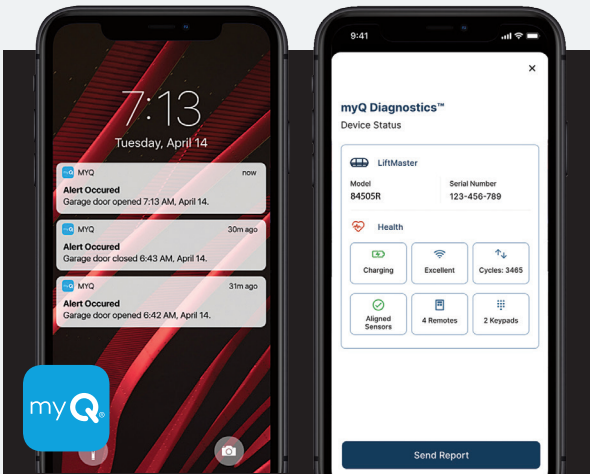 7:13
Tuesday, April 14
MYQ now
Alert Occured
Garage door opened 7:13 AM, April 14.
MYQ 30m ago
Alert Occured
Garage door closed 6:43 AM, April 14.
MYQ 31m ago
Alert Occured
Garage door opened 6:42 AM, April 14.
myQ®
9:41
myQ Diagnostics™
Device Status
LiftMaster
Model Serial Number
84505R 123-456-789
Health
Charging Excellent Cycles: 3465
Aligned
Sensors
4 Remotes 2 Keypads
Send Report